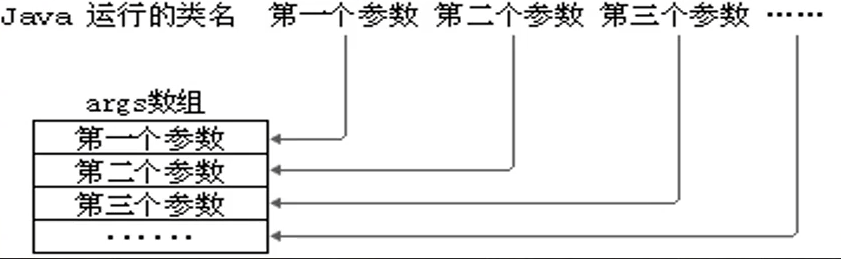 Java 运行的类名 第一个参数 第二个参数 第三个参数 ……
args数组
第一个参数
第二个参数
第三个参数
······